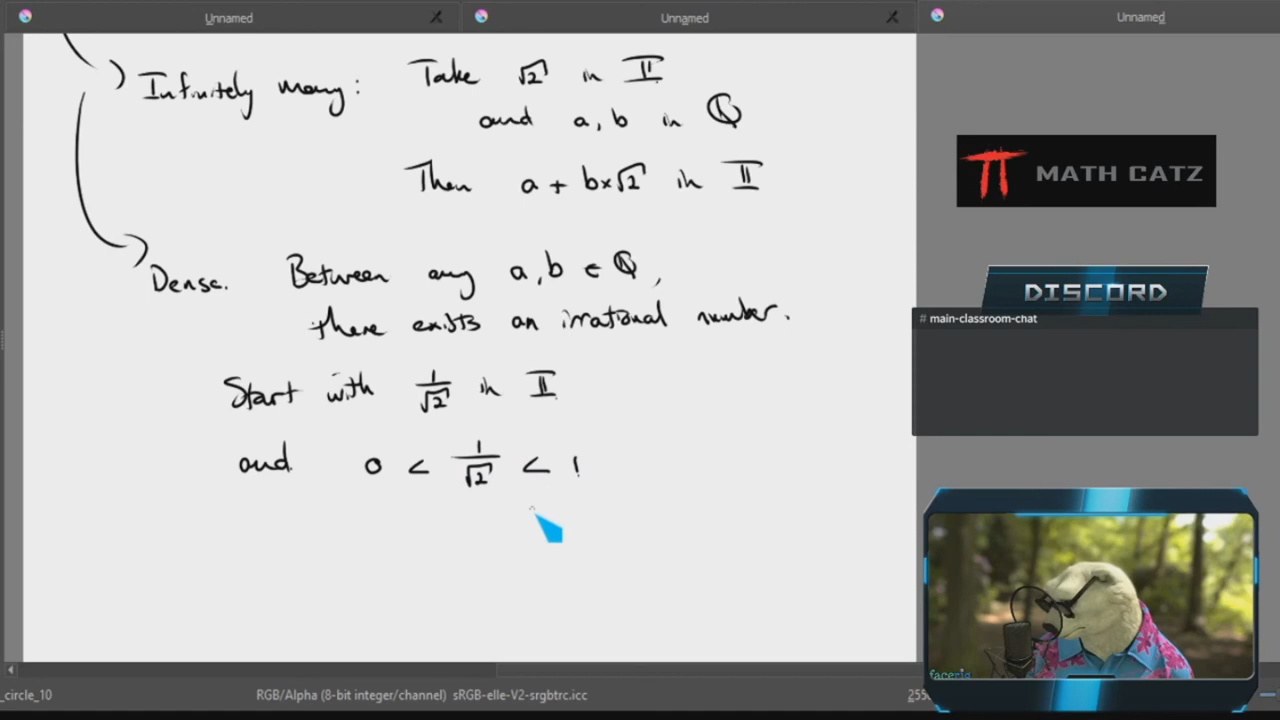 Unnamed
Unnamed
Unnamed
Infinitely many: Take √2 in 𝕀
and a, b in ℚ
Then a + b×√2 in 𝕀
Dense. Between any a, b ∈ ℚ,
there exists an irrational number.
Start with 1/√2 in 𝕀
and 0 < 1/√2 < 1
MATH CATZ
DISCORD
# main-classroom-chat
facerig
_circle_10
RGB/Alpha (8-bit integer/channel) sRGB-elle-V2-srgbtrc.icc
255